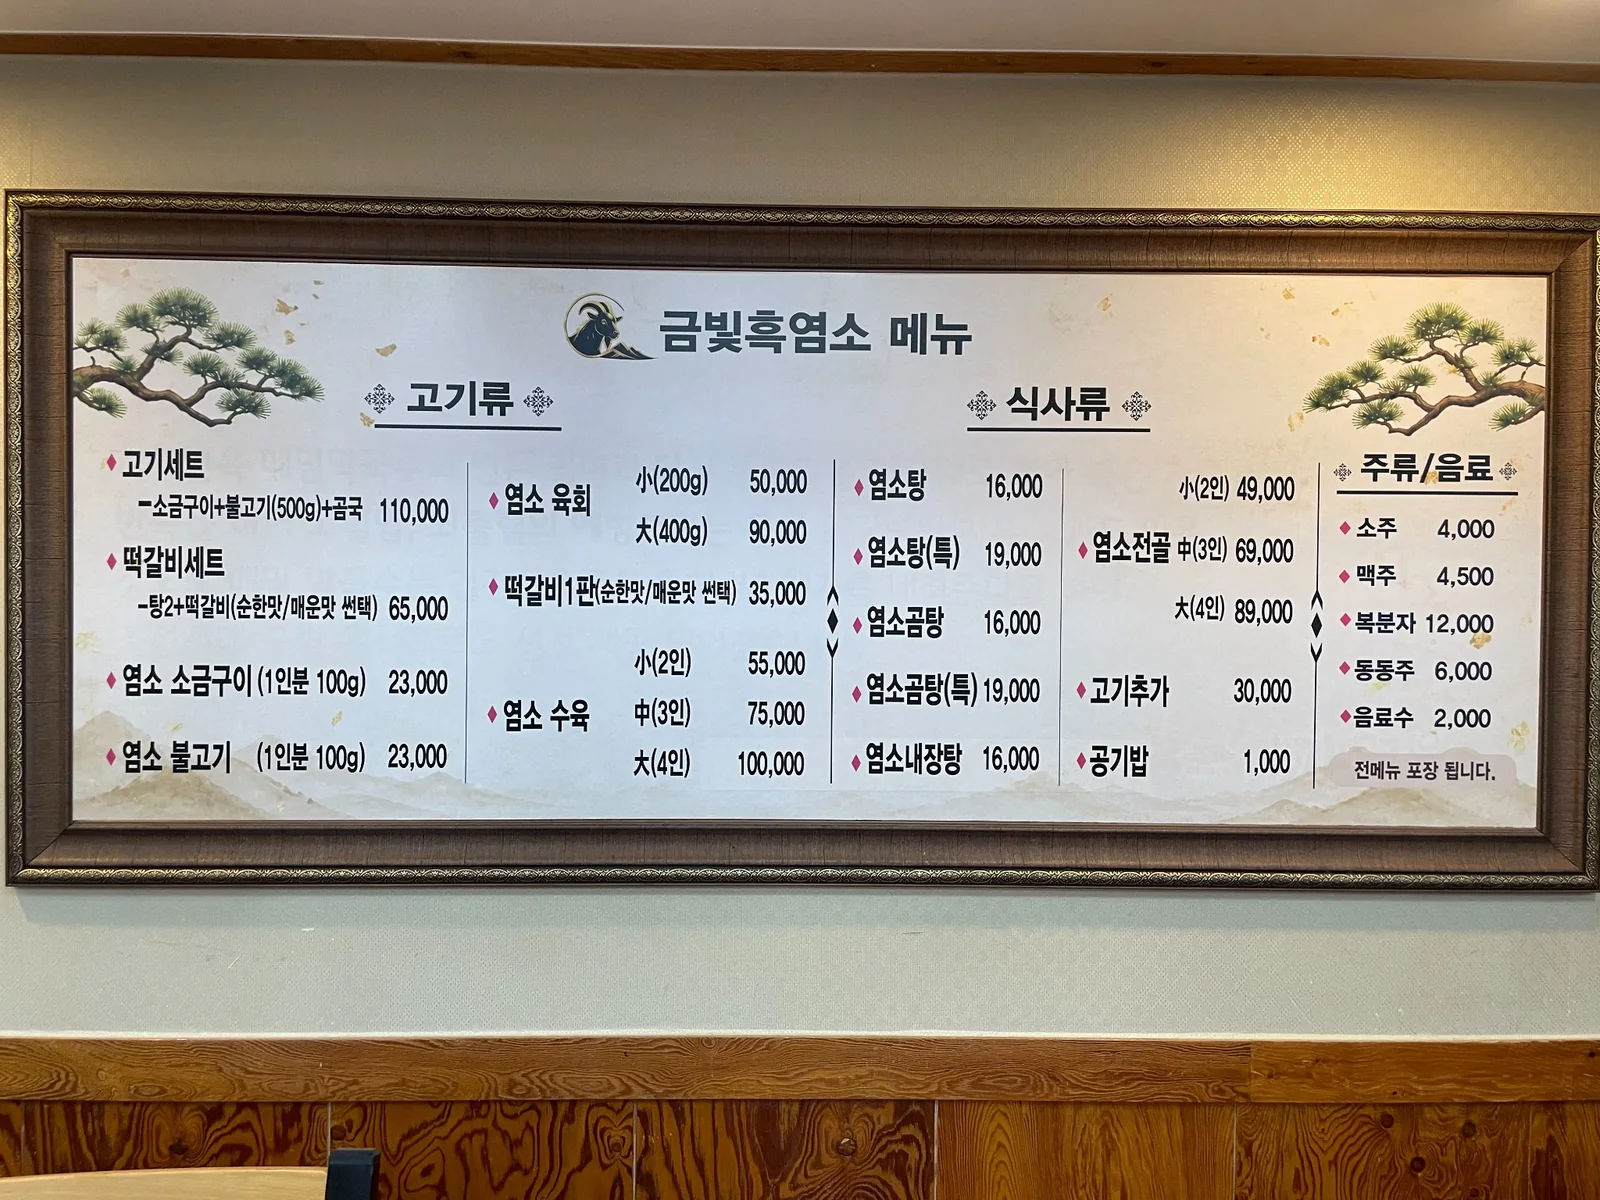 금빛흑염소 메뉴
고기류
고기세트
-소금구이+불고기(500g)+곰국 110,000
떡갈비세트
-탕2+떡갈비(순한맛/매운맛 썬택) 65,000
염소 소금구이 (1인분 100g) 23,000
염소 불고기 (1인분 100g) 23,000
염소 육회 小(200g) 50,000
大(400g) 90,000
떡갈비1판(순한맛/매운맛 썬택) 35,000
염소 수육 小(2인) 55,000
中(3인) 75,000
大(4인) 100,000
식사류
염소탕 16,000
염소탕(특) 19,000
염소곰탕 16,000
염소곰탕(특) 19,000
염소내장탕 16,000
염소전골 小(2인) 49,000
中(3인) 69,000
大(4인) 89,000
고기추가 30,000
공기밥 1,000
주류/음료
소주 4,000
맥주 4,500
복분자 12,000
동동주 6,000
음료수 2,000
전메뉴 포장 됩니다.